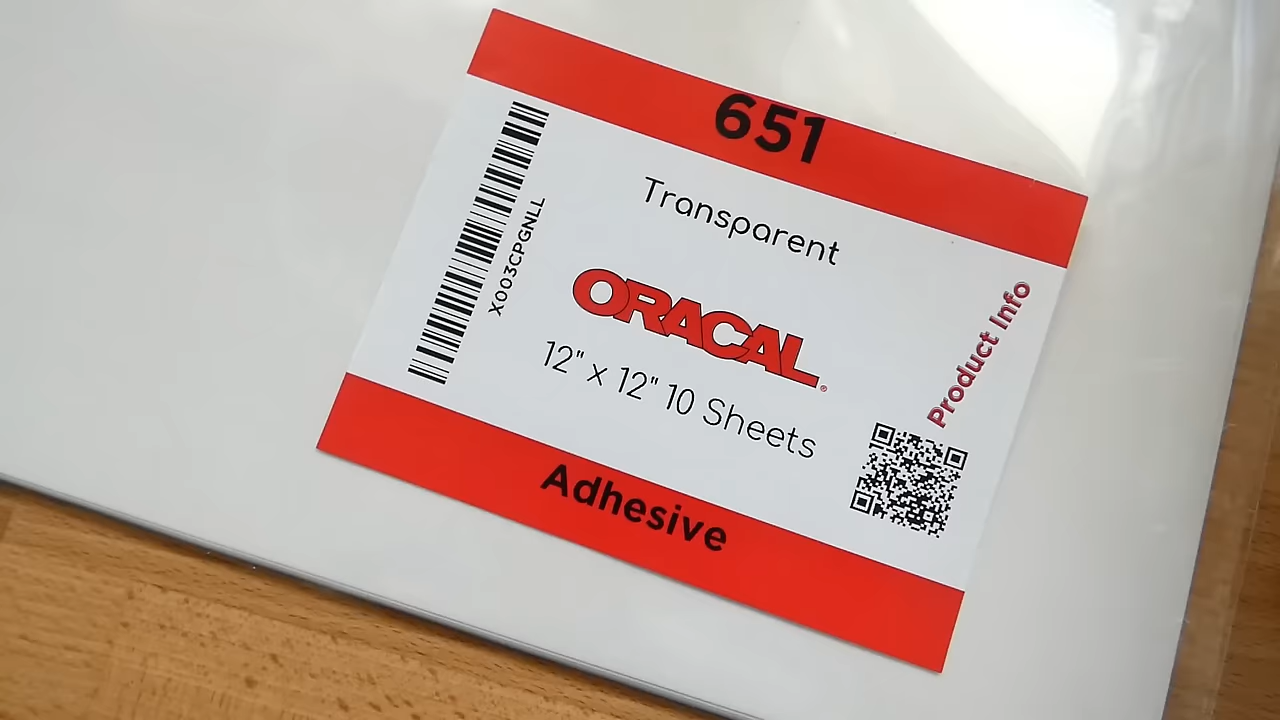 651
Transparent
X003CPGNLL
ORACAL®
12" x 12" 10 Sheets
Product Info
Adhesive